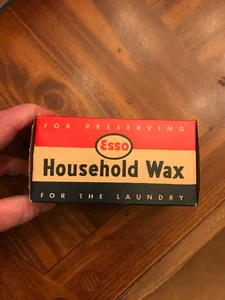 FOR PRESERVING
Esso
Household Wax
FOR THE LAUNDRY